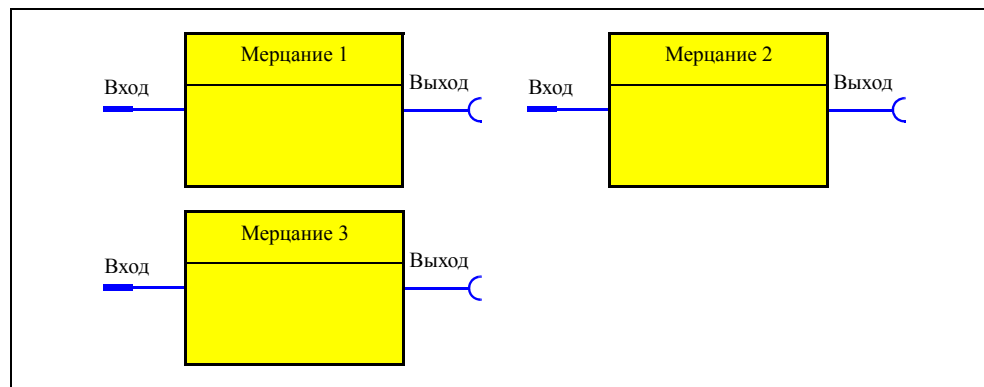 Мерцание 1
Вход
Выход
Мерцание 2
Вход
Выход
Мерцание 3
Вход
Выход